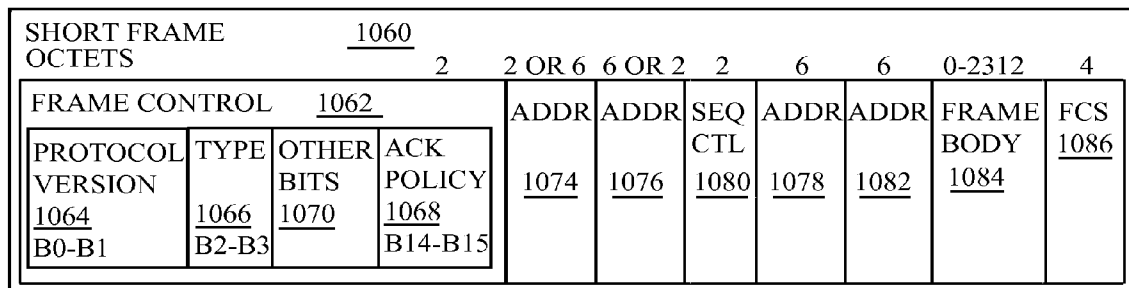 SHORT FRAME 1060
OCTETS 2 2 OR 6 6 OR 2 2 6 6 0-2312 4
FRAME CONTROL 1062 ADDR ADDR SEQ ADDR ADDR FRAME FCS
PROTOCOL TYPE OTHER ACK CTL BODY 1086
VERSION BITS POLICY 1074 1076 1080 1078 1082 1084
1064 1066 1070 1068
B0-B1 B2-B3 B14-B15